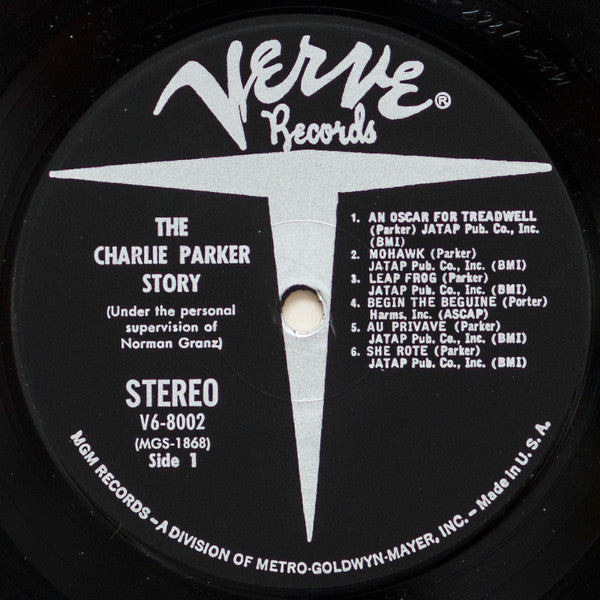 Verve®
Records
THE
CHARLIE PARKER
STORY
(Under the personal
supervision of
Norman Granz)
STEREO
V6-8002
(MGS-1868)
Side 1
1. AN OSCAR FOR TREADWELL
(Parker) JATAP Pub. Co., Inc.
(BMI)
2. MOHAWK (Parker)
JATAP Pub. Co., Inc. (BMI)
3. LEAP FROG (Parker)
JATAP Pub. Co., Inc. (BMI)
4. BEGIN THE BEGUINE (Porter)
Harms, Inc. (ASCAP)
5. AU PRIVAVE (Parker)
JATAP Pub. Co., Inc. (BMI)
6. SHE ROTE (Parker)
JATAP Pub. Co., Inc. (BMI)
MGM RECORDS – A DIVISION OF METRO-GOLDWYN-MAYER, INC. – Made in U. S. A.